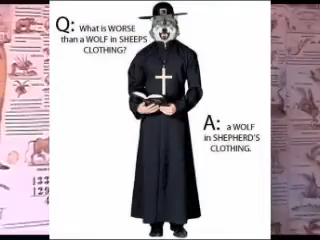 Q: What is WORSE
than a WOLF in SHEEPS
CLOTHING?
A: a WOLF
in SHEPHERD'S
CLOTHING.